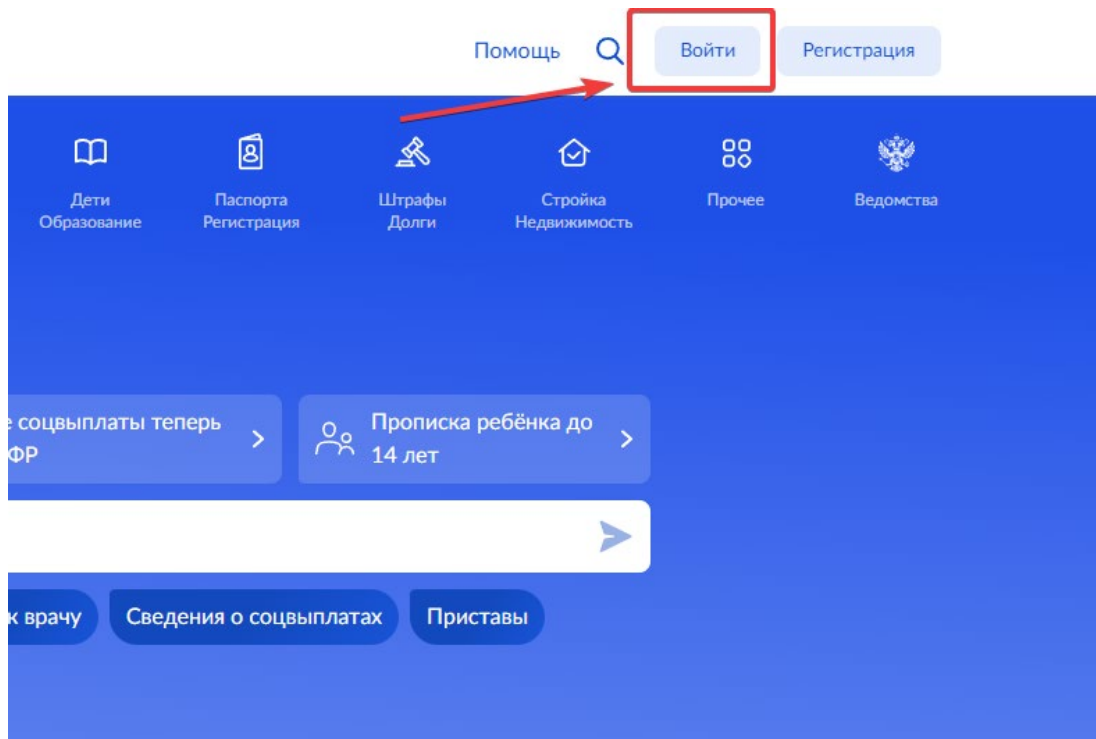 Помощь
Войти
Регистрация
Дети
Образование
Паспорта
Регистрация
Штрафы
Долги
Стройка
Недвижимость
Прочее
Ведомства
е соцвыплаты теперь
ФР
Прописка ребёнка до
14 лет
к врачу
Сведения о соцвыплатах
Приставы